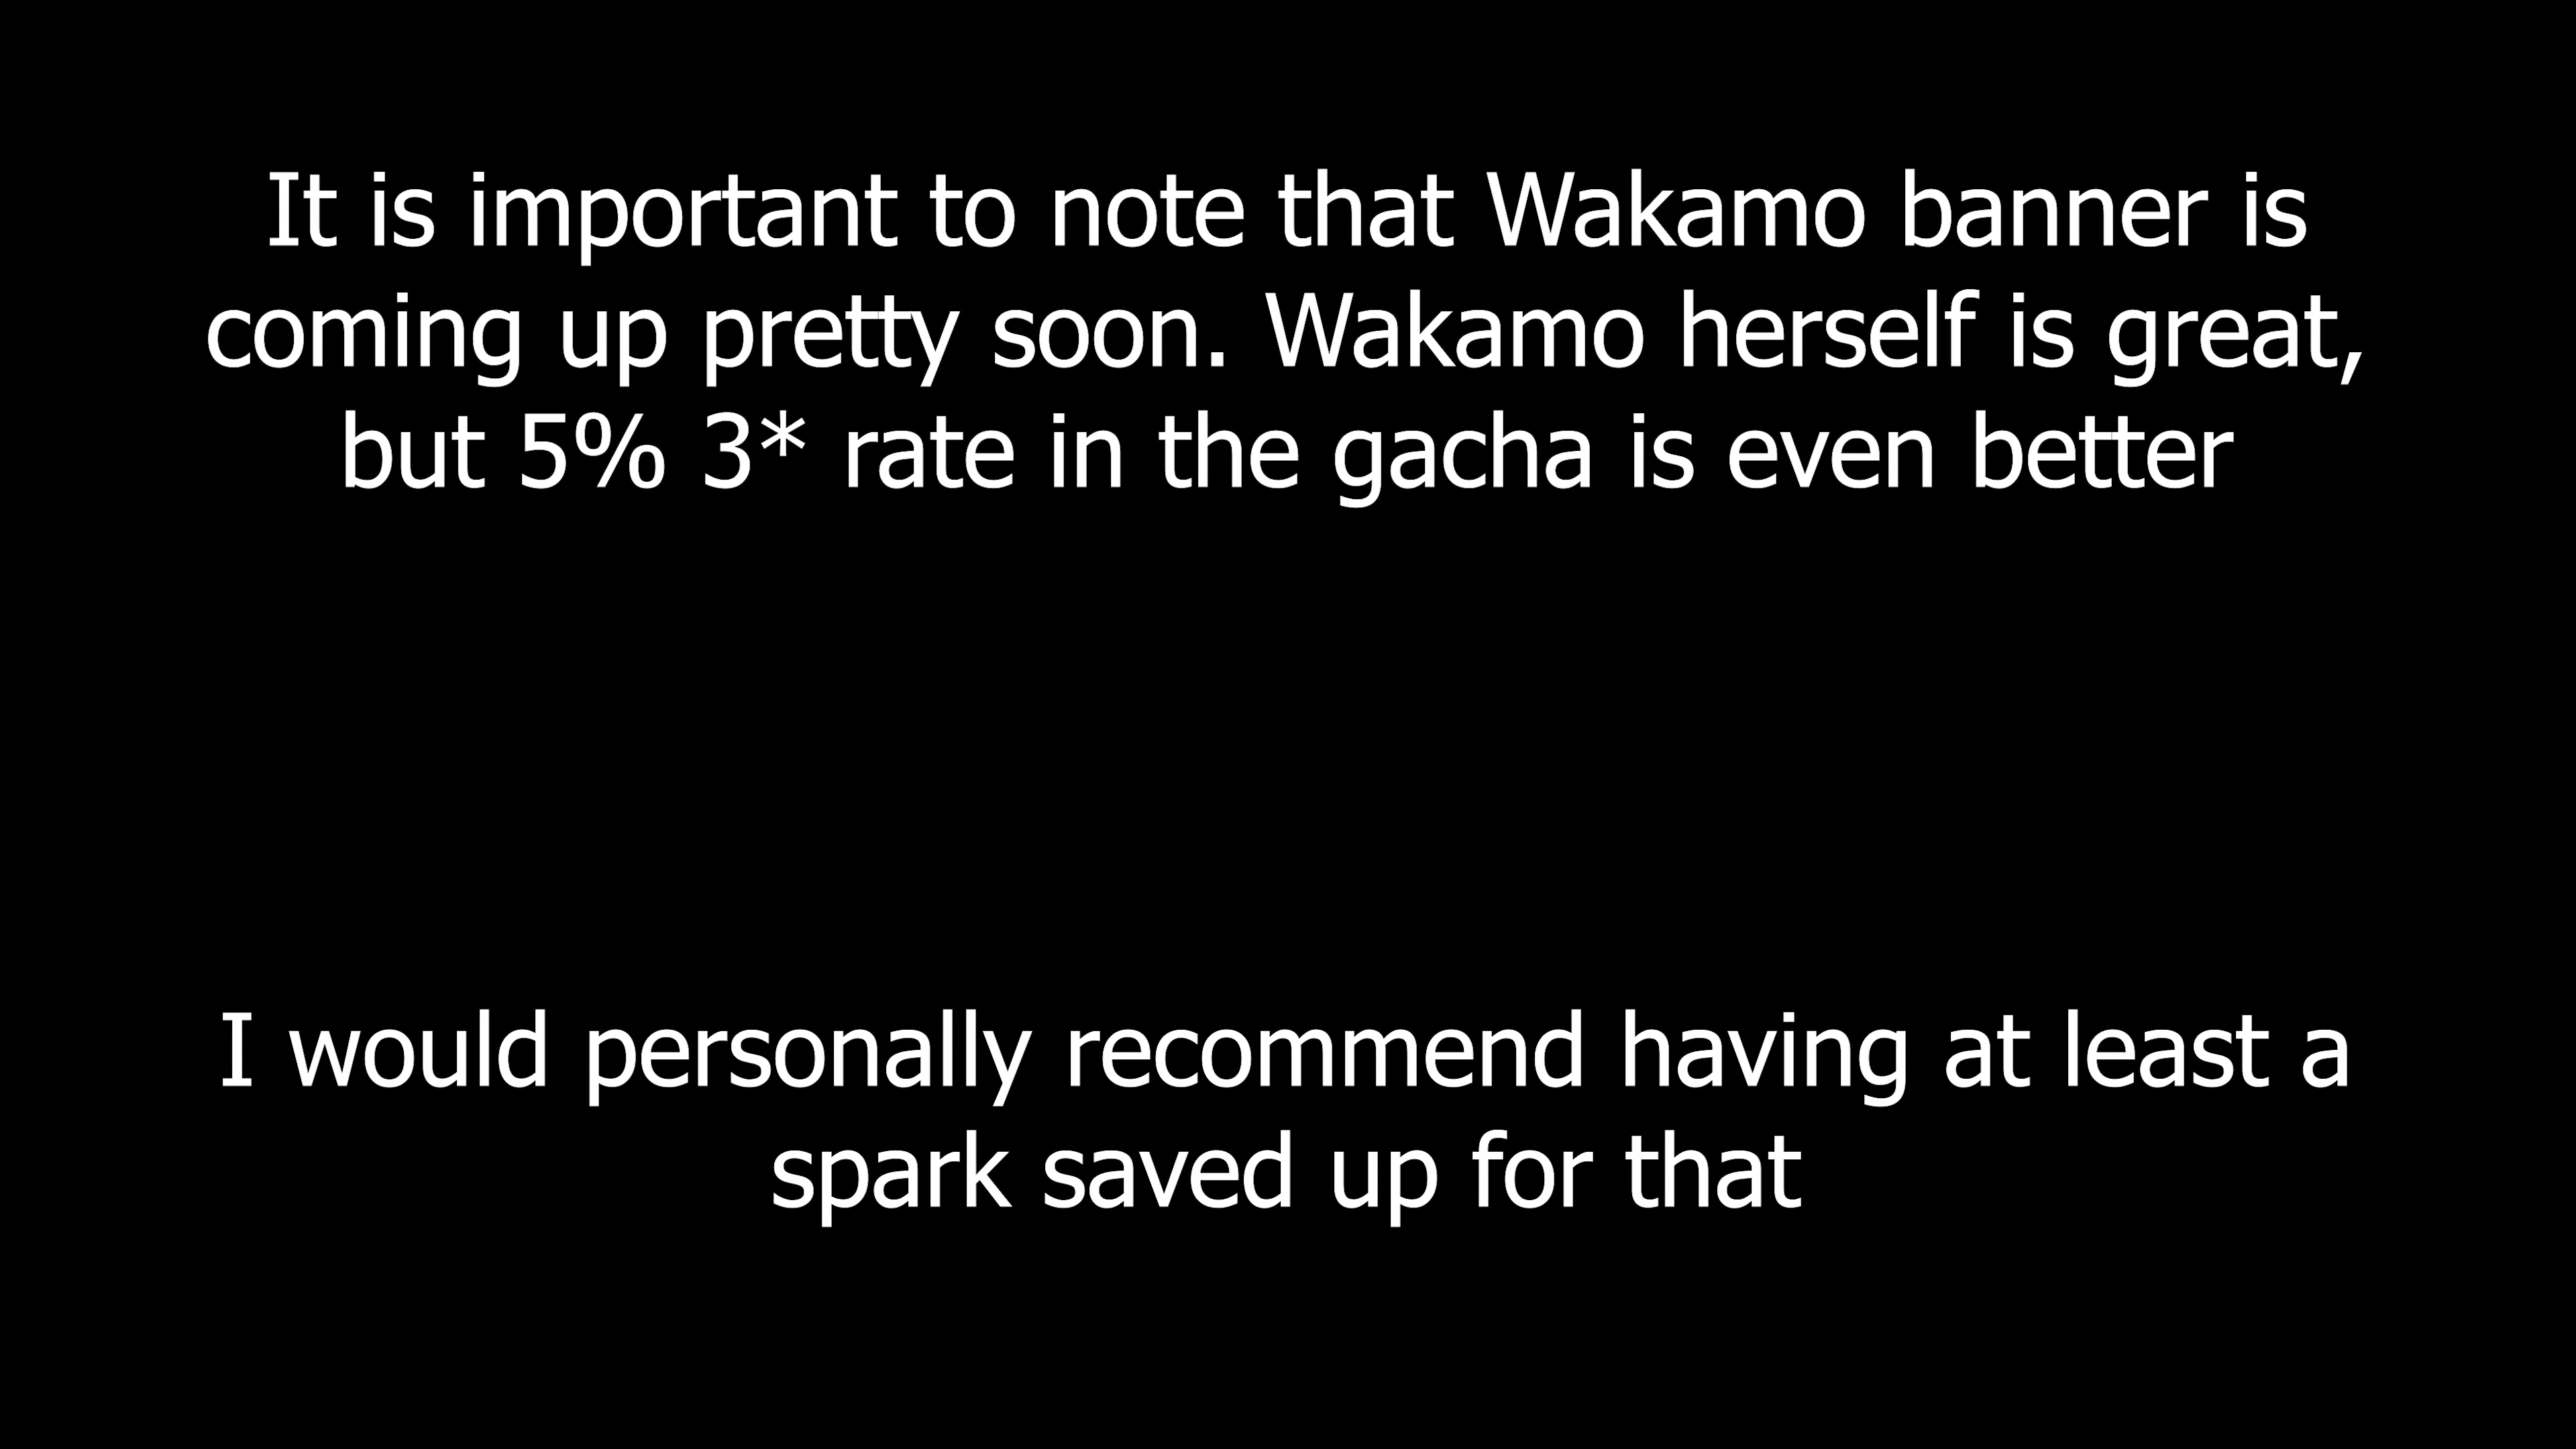 It is important to note that Wakamo banner is
coming up pretty soon. Wakamo herself is great,
but 5% 3* rate in the gacha is even better
I would personally recommend having at least a
spark saved up for that